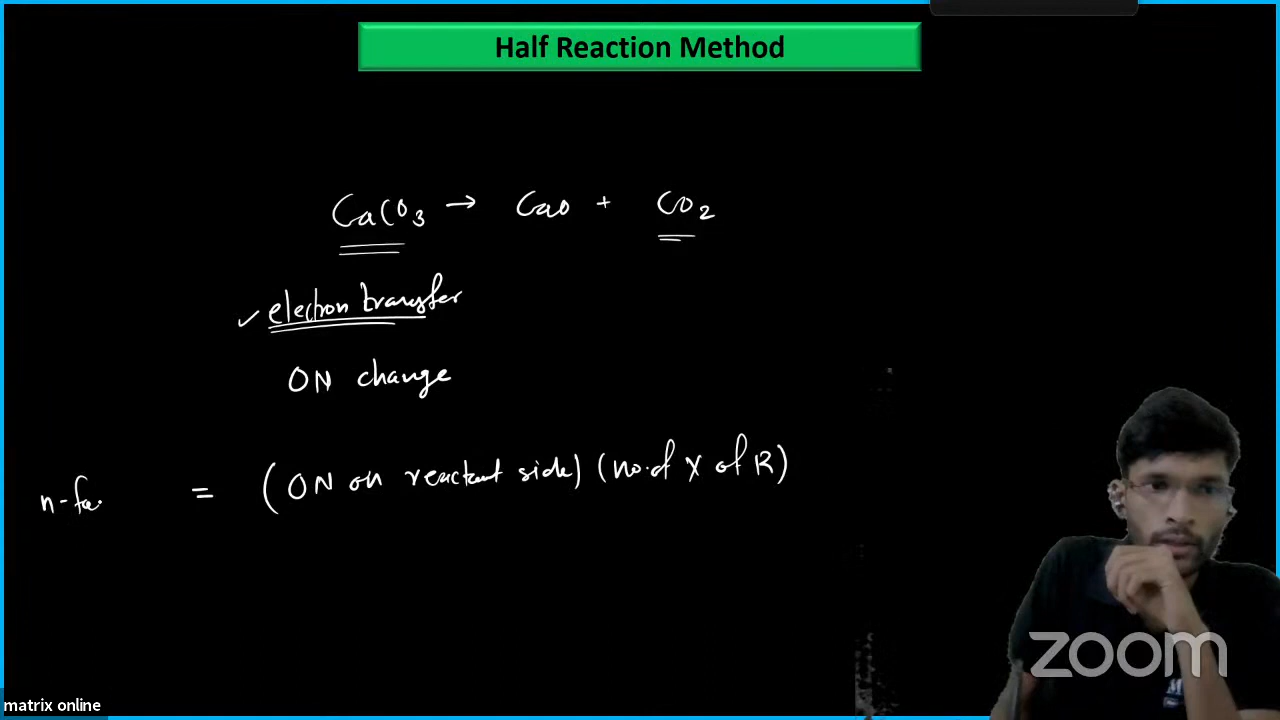 Half Reaction Method
CaCO3 → CaO + CO2
✓ electron transfer
ON change
n-fac = (ON on reactant side) (no. of X of R)
zoom
matrix online